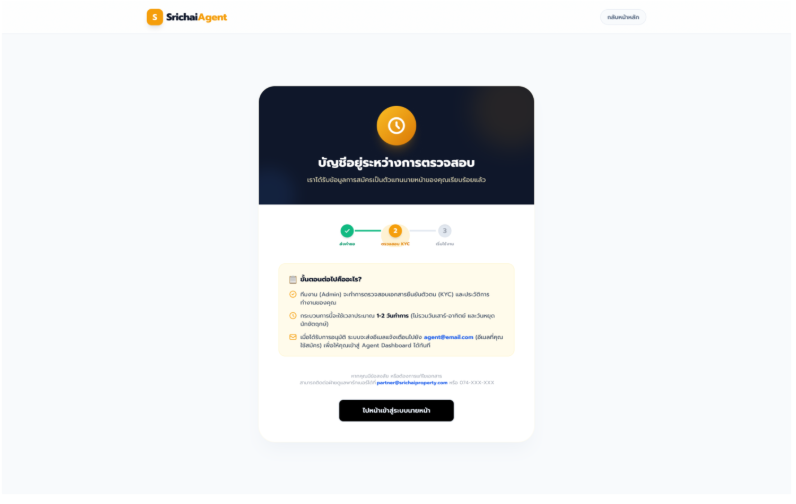 S SrichaiAgent
กลับหน้าหลัก
บัญชีอยู่ระหว่างการตรวจสอบ
เราได้รับข้อมูลการสมัครเป็นตัวแทนนายหน้าของคุณเรียบร้อยแล้ว
2 3
ส่งคำขอ ตรวจสอบ KYC เริ่มใช้งาน
ขั้นตอนต่อไปคืออะไร?
ทีมงาน (Admin) จะทำการตรวจสอบเอกสารยืนยันตัวตน (KYC) และประวัติการ
ทำงานของคุณ
กระบวนการนี้จะใช้เวลาประมาณ 1-2 วันทำการ (ไม่รวมวันเสาร์-อาทิตย์ และวันหยุด
นักขัตฤกษ์)
เมื่อได้รับการอนุมัติ ระบบจะส่งอีเมลแจ้งเตือนไปยัง agent@email.com (อีเมลที่คุณ
ใช้สมัคร) เพื่อให้คุณเข้าสู่ Agent Dashboard ได้ทันที
หากคุณมีข้อสงสัย หรือต้องการแก้ไขเอกสาร
สามารถติดต่อฝ่ายดูแลพาร์ทเนอร์ได้ที่ partner@srichaiproperty.com หรือ 074-XXX-XXX
ไปหน้าเข้าสู่ระบบนายหน้า